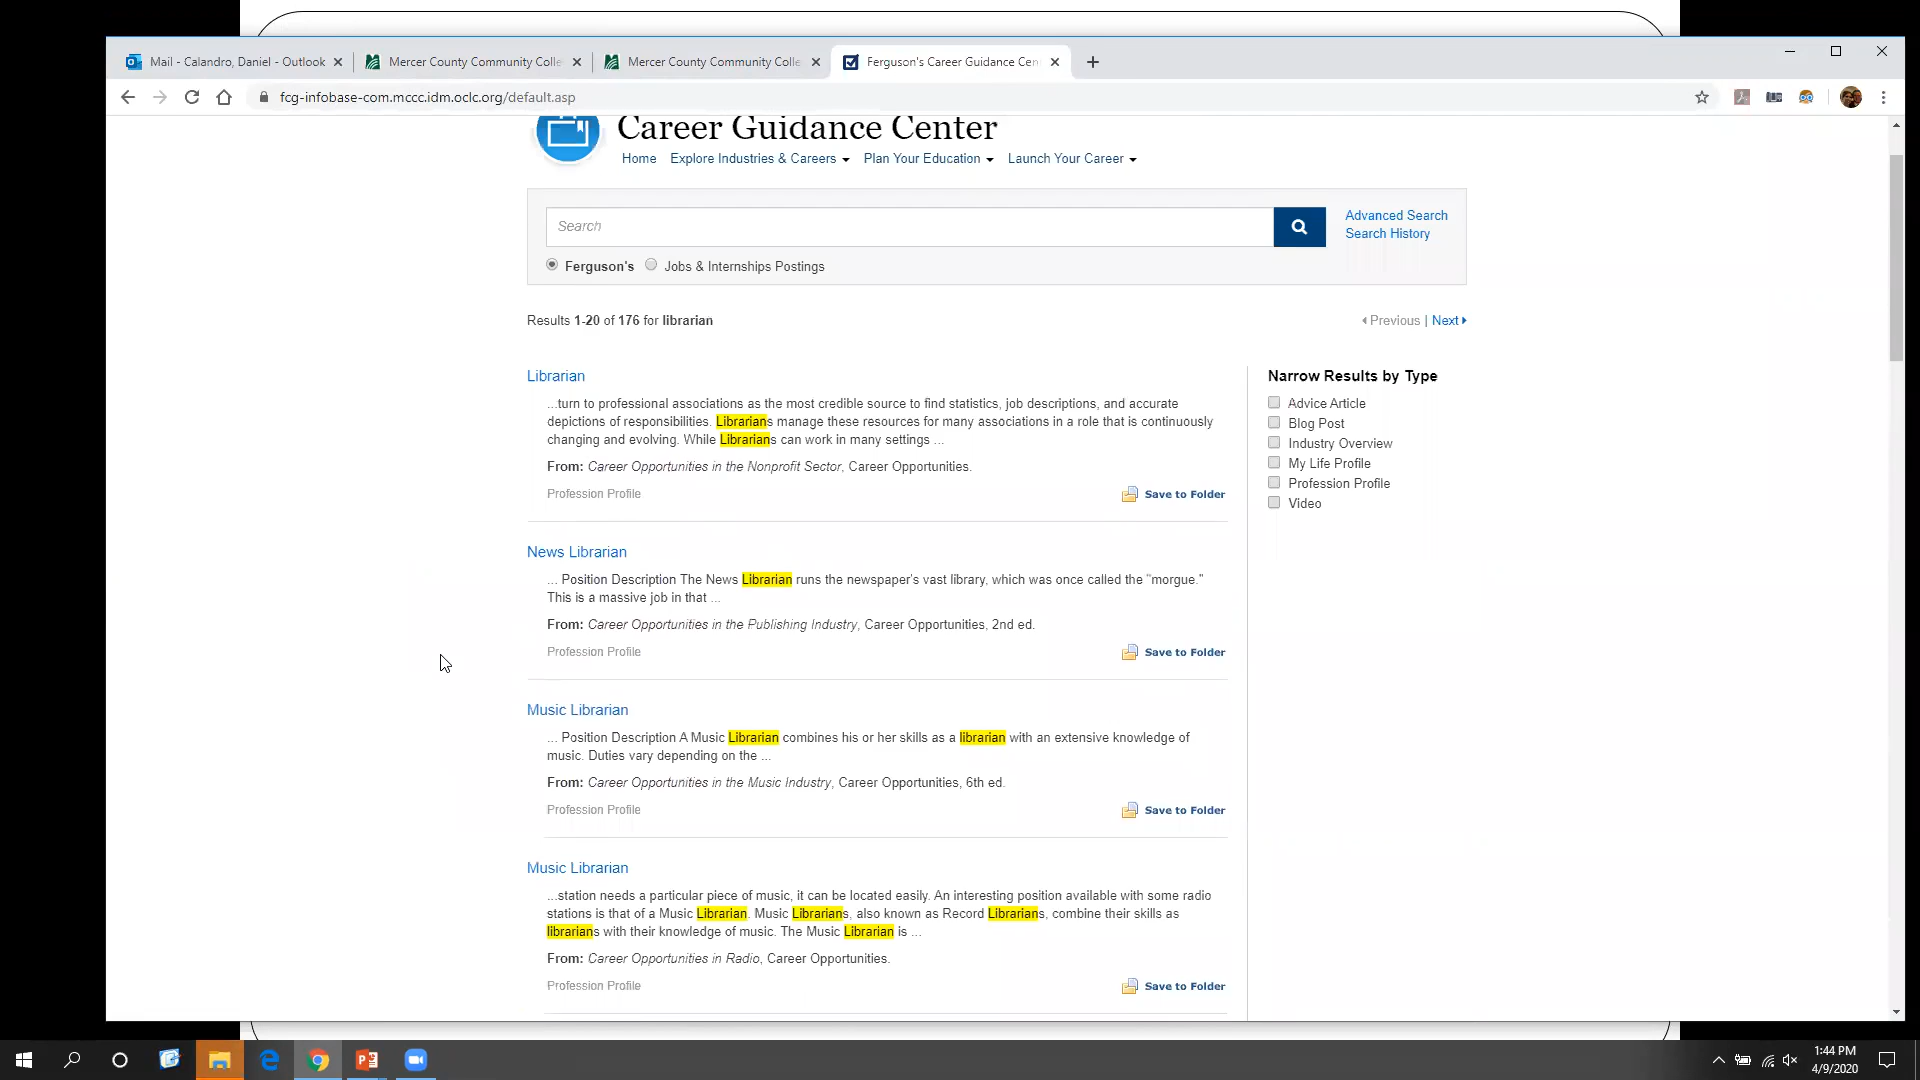 Mail - Calandro, Daniel - Outlook
Mercer County Community Colle
Mercer County Community Colle
Ferguson's Career Guidance Cen
fcg-infobase-com.mccc.idm.oclc.org/default.asp
Career Guidance Center
Home Explore Industries & Careers Plan Your Education Launch Your Career
Search
Advanced Search
Search History
Ferguson's Jobs & Internships Postings
Results 1-20 of 176 for librarian
Previous | Next
Librarian
...turn to professional associations as the most credible source to find statistics, job descriptions, and accurate
depictions of responsibilities. Librarians manage these resources for many associations in a role that is continuously
changing and evolving. While Librarians can work in many settings ...
From: Career Opportunities in the Nonprofit Sector, Career Opportunities.
Profession Profile
Save to Folder
News Librarian
... Position Description The News Librarian runs the newspaper's vast library, which was once called the "morgue."
This is a massive job in that ...
From: Career Opportunities in the Publishing Industry, Career Opportunities, 2nd ed.
Profession Profile
Save to Folder
Music Librarian
... Position Description A Music Librarian combines his or her skills as a librarian with an extensive knowledge of
music. Duties vary depending on the ...
From: Career Opportunities in the Music Industry, Career Opportunities, 6th ed.
Profession Profile
Save to Folder
Music Librarian
...station needs a particular piece of music, it can be located easily. An interesting position available with some radio
stations is that of a Music Librarian. Music Librarians, also known as Record Librarians, combine their skills as
librarians with their knowledge of music. The Music Librarian is ...
From: Career Opportunities in Radio, Career Opportunities.
Profession Profile
Save to Folder
Narrow Results by Type
Advice Article
Blog Post
Industry Overview
My Life Profile
Profession Profile
Video
1:44 PM
4/9/2020